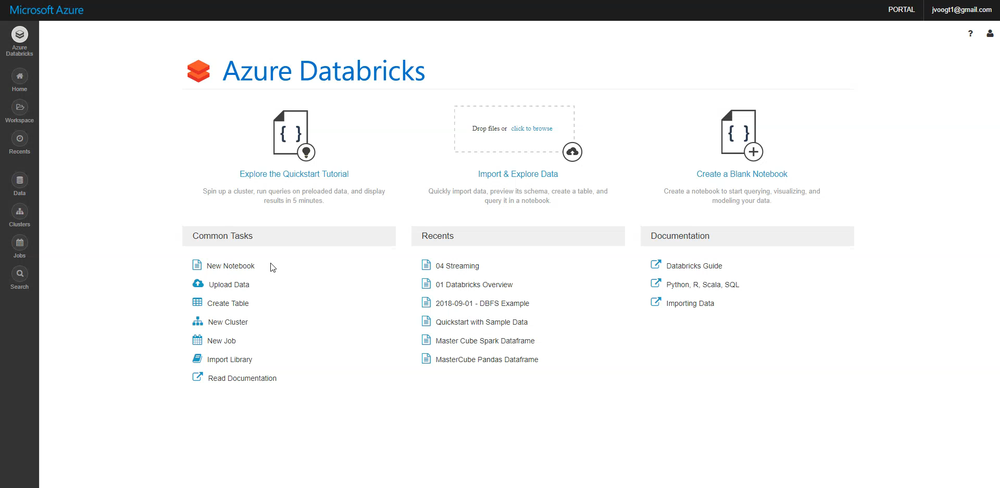 Microsoft Azure
PORTAL
jvoogt1@gmail.com
?
Azure
Databricks
Home
Workspace
Recents
Data
Clusters
Jobs
Search
Azure Databricks
{ }
Drop files or click to browse
{ }
Explore the Quickstart Tutorial
Spin up a cluster, run queries on preloaded data, and display
results in 5 minutes.
Import & Explore Data
Quickly import data, preview its schema, create a table, and
query it in a notebook.
Create a Blank Notebook
Create a notebook to start querying, visualizing, and
modeling your data.
Common Tasks
New Notebook
Upload Data
Create Table
New Cluster
New Job
Import Library
Read Documentation
Recents
04 Streaming
01 Databricks Overview
2018-09-01 - DBFS Example
Quickstart with Sample Data
Master Cube Spark Dataframe
MasterCube Pandas Dataframe
Documentation
Databricks Guide
Python, R, Scala, SQL
Importing Data